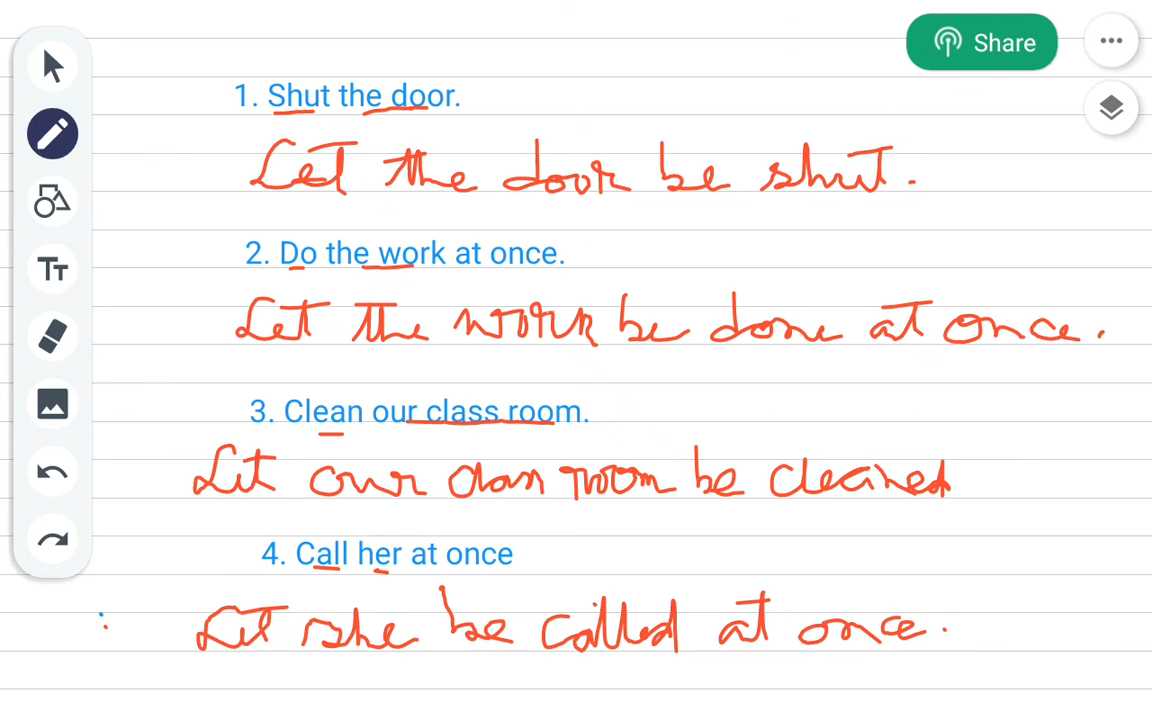 Share
1. Shut the door.
Let the door be shut.
2. Do the work at once.
Let the work be done at once.
3. Clean our class room.
Let our class room be cleaned
4. Call her at once
Let she be called at once.
TT